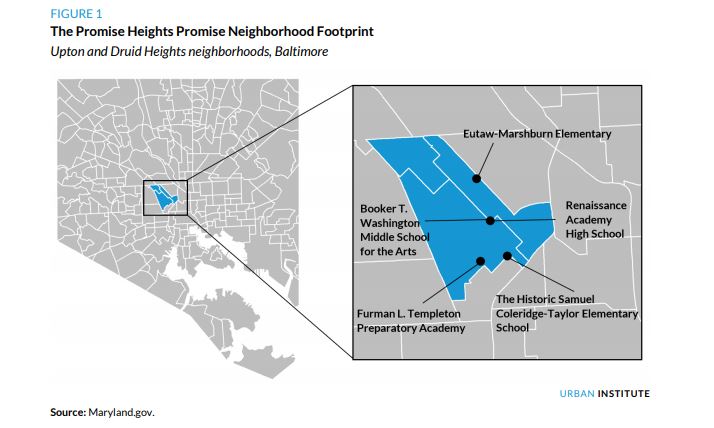 FIGURE 1
The Promise Heights Promise Neighborhood Footprint
Upton and Druid Heights neighborhoods, Baltimore
Eutaw-Marshburn Elementary
Booker T.
Washington
Middle School
for the Arts
Renaissance
Academy
High School
Furman L. Templeton
Preparatory Academy
The Historic Samuel
Coleridge-Taylor Elementary
School
URBAN INSTITUTE
Source: Maryland.gov.